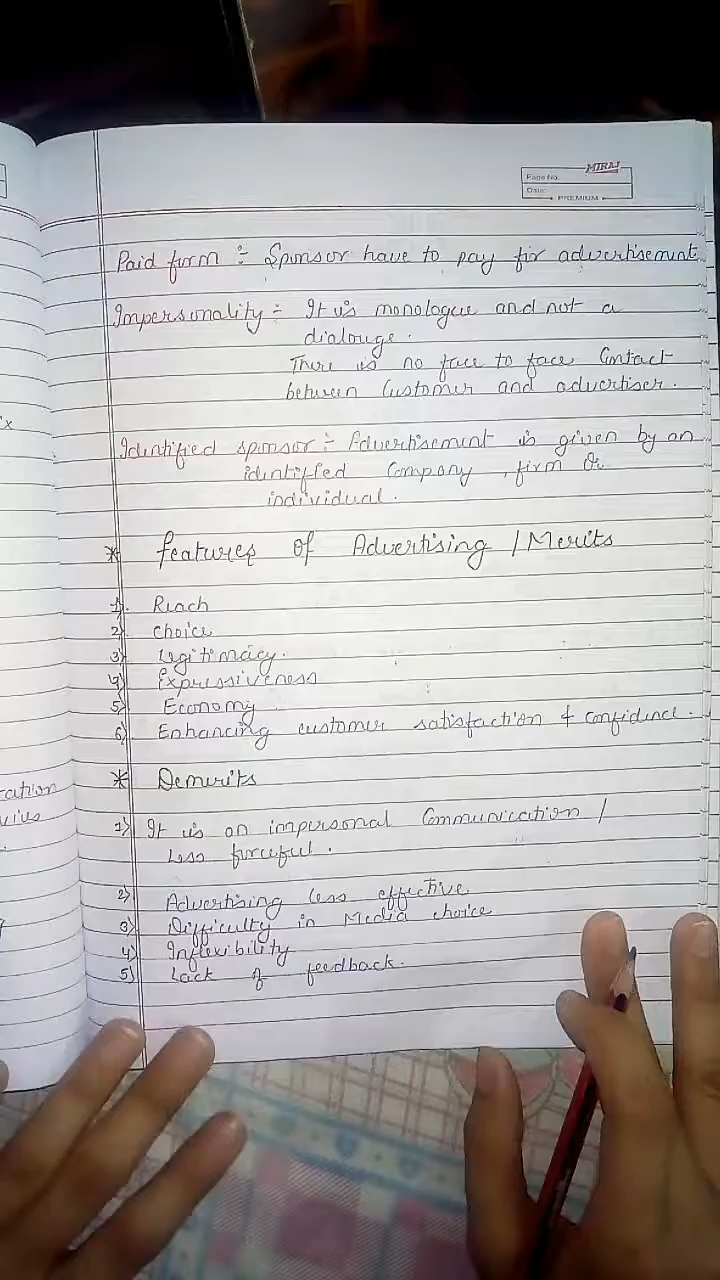 MIRAJ
Page No.
Date:
PREMIUM
Paid form :- Sponsor have to pay for advertisement
Impersonality :- It is monologue and not a
dialouge.
There is no face to face Contact
between Customer and advertiser.
Identified sponsor :- Advertisement is given by an
identified Company, firm Or
individual.
* Features of Advertising / Merits
1). Reach
2) choice
3) Legitimacy.
4) Expressiveness
5) Economy
6) Enhancing customer satisfaction & confidence.
* Demerits
1) It is an impersonal Communication /
Less forceful.
2) Advertising less effective
3) Difficulty in Media choice
4) Inflexibility
5) Lack of feedback.